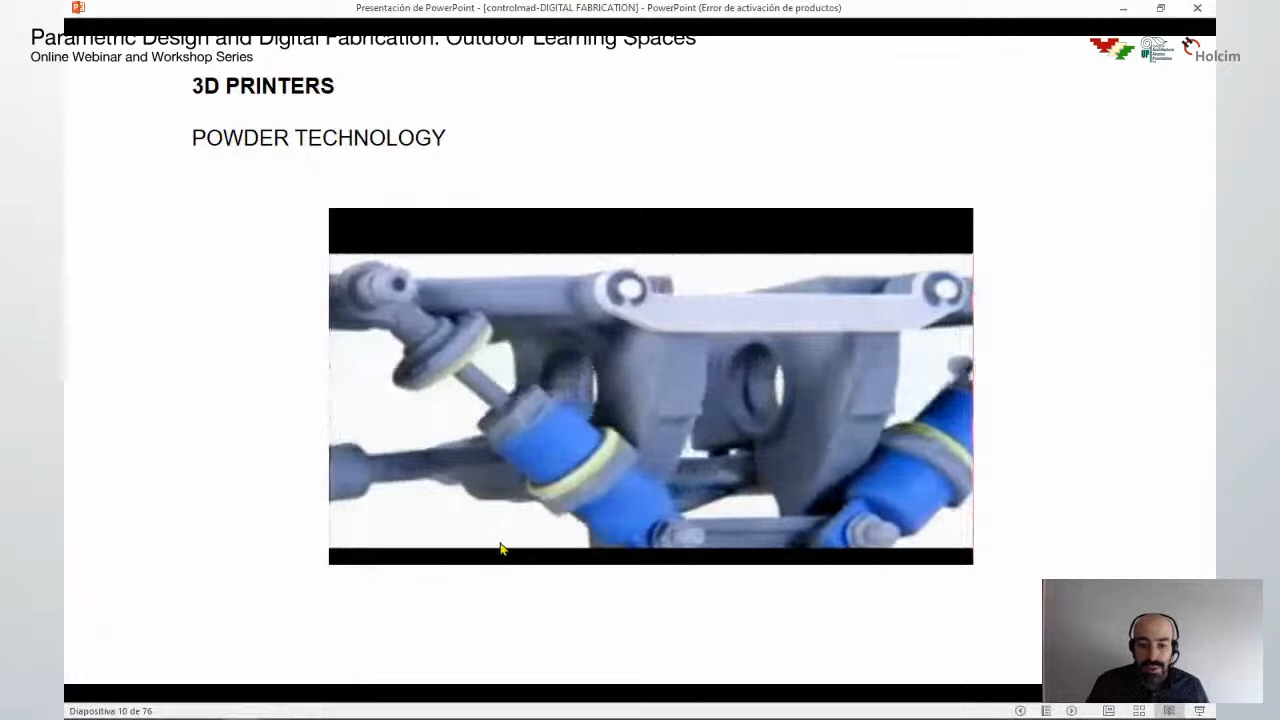 Presentación de PowerPoint - [controlmad-DIGITAL FABRICATION] - PowerPoint (Error de activación de productos)
Parametric Design and Digital Fabrication: Outdoor Learning Spaces
Online Webinar and Workshop Series
Holcim
3D PRINTERS
POWDER TECHNOLOGY
Diapositiva 10 de 76